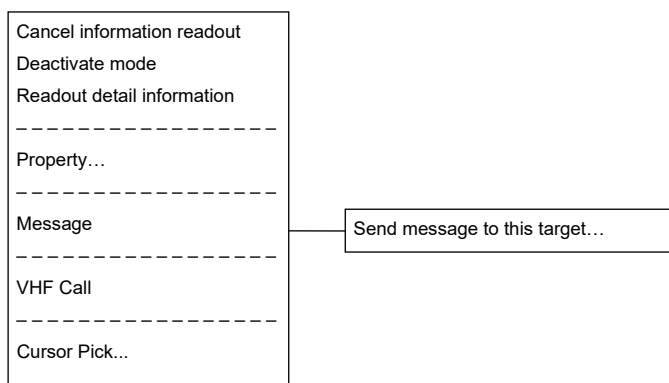 Cancel information readout
Deactivate mode
Readout detail information
Property…
Message
Send message to this target…
VHF Call
Cursor Pick...